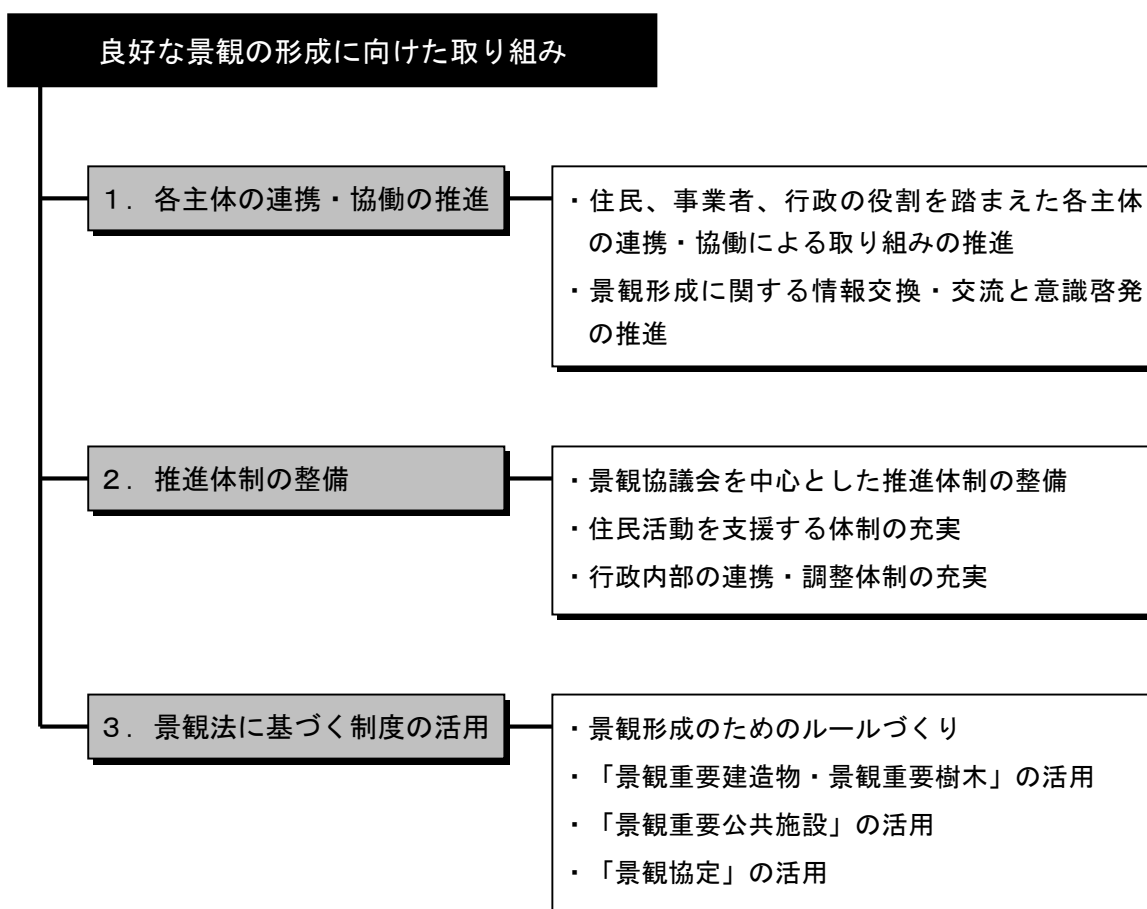 良好な景観の形成に向けた取り組み
１．各主体の連携・協働の推進
・住民、事業者、行政の役割を踏まえた各主体
の連携・協働による取り組みの推進
・景観形成に関する情報交換・交流と意識啓発
の推進
２．推進体制の整備
・景観協議会を中心とした推進体制の整備
・住民活動を支援する体制の充実
・行政内部の連携・調整体制の充実
３．景観法に基づく制度の活用
・景観形成のためのルールづくり
・「景観重要建造物・景観重要樹木」の活用
・「景観重要公共施設」の活用
・「景観協定」の活用